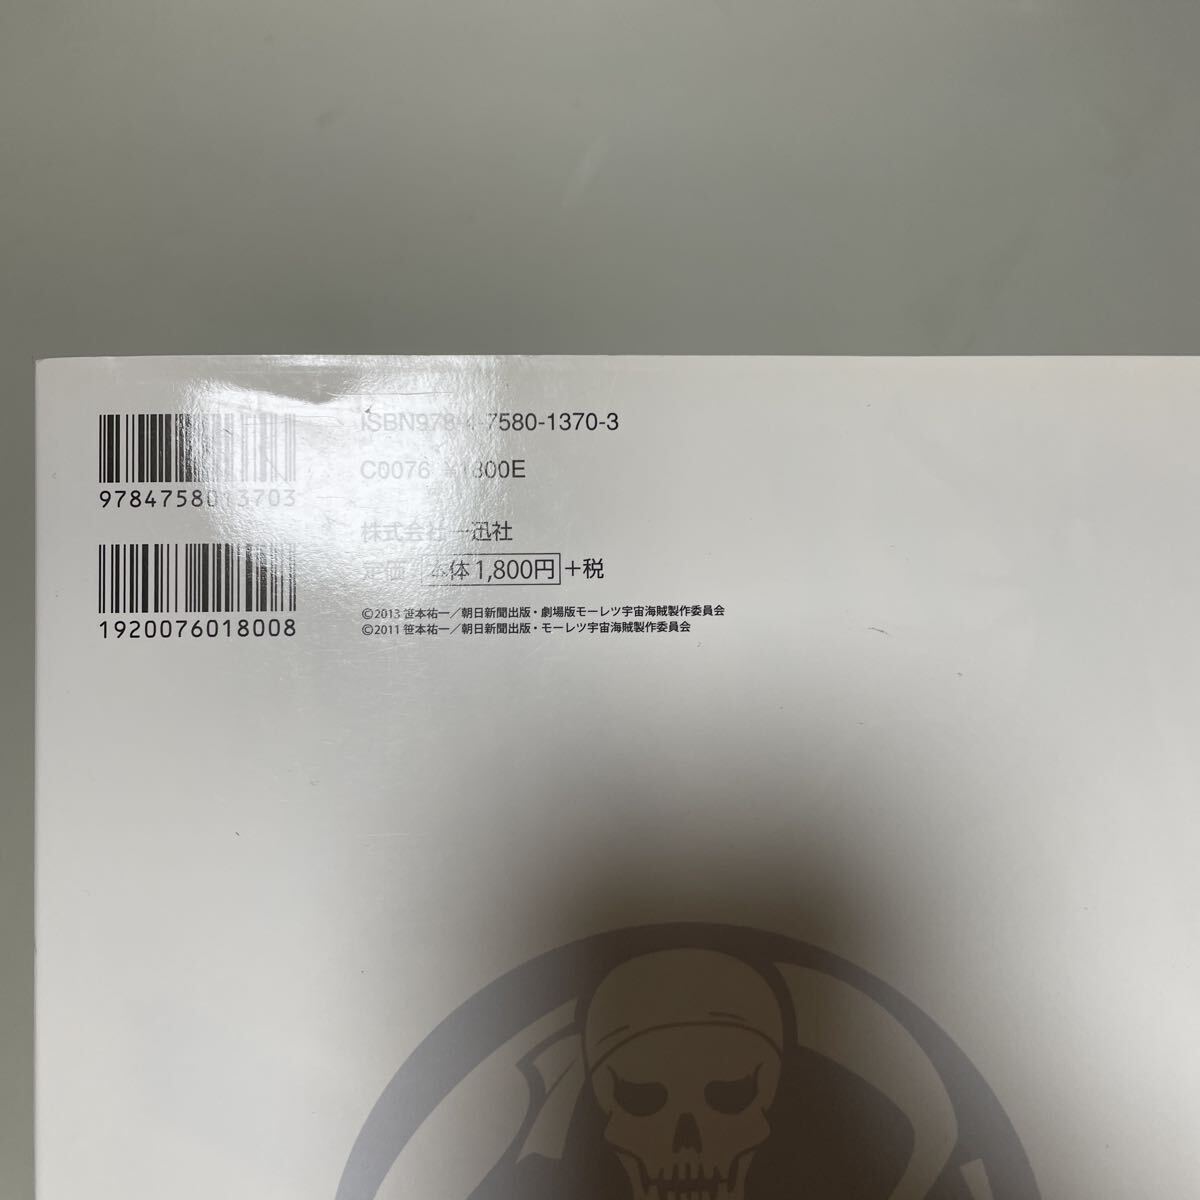 ISBN978-4-7580-1370-3
9784758013703
C0076 ¥1800E
株式会社一迅社
定価 本体1,800円+税
1920076018008
©2013 笹本祐一／朝日新聞出版・劇場版モーレツ宇宙海賊製作委員会
©2011 笹本祐一／朝日新聞出版・モーレツ宇宙海賊製作委員会